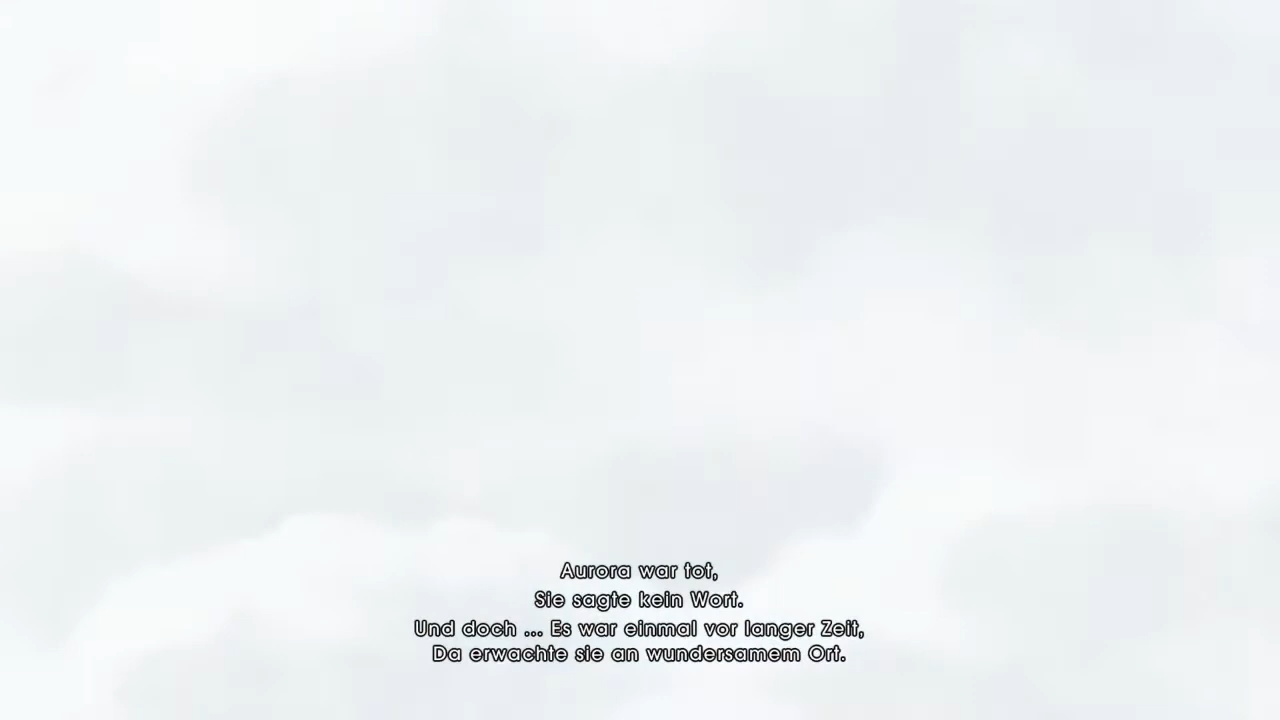 Aurora war tot,
Sie sagte kein Wort.
Und doch ... Es war einmal vor langer Zeit,
Da erwachte sie an wundersamem Ort.